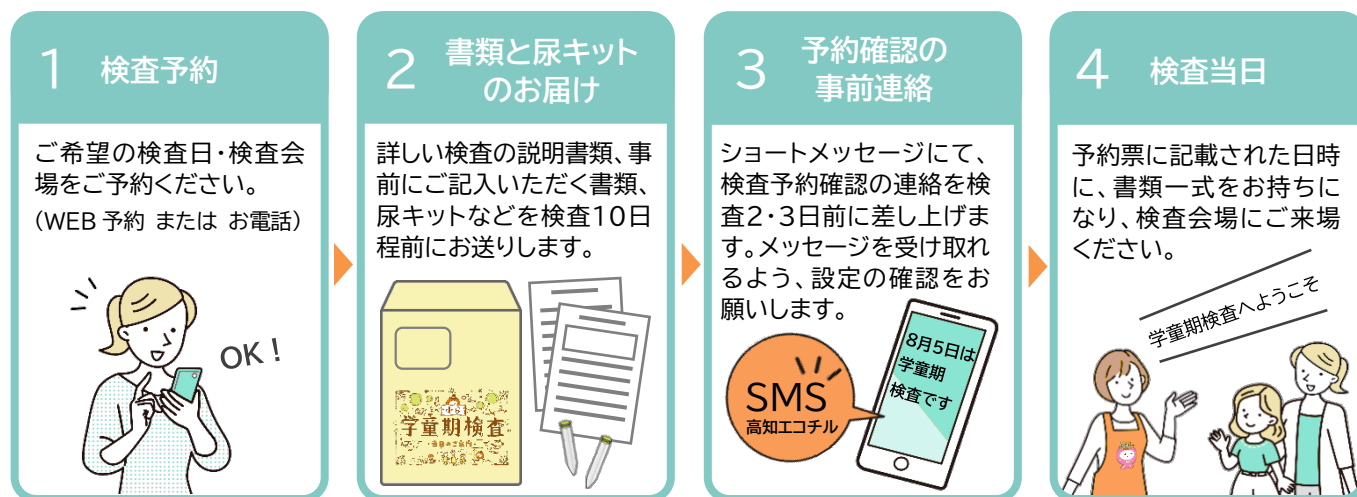 1 検査予約
ご希望の検査日・検査会
場をご予約ください。
（WEB 予約 または お電話）
OK！
2 書類と尿キット
のお届け
詳しい検査の説明書類、事
前にご記入いただく書類、
尿キットなどを検査10日
程前にお送りします。
学童期検査
3 予約確認の
事前連絡
ショートメッセージにて、
検査予約確認の連絡を検
査2・3日前に差し上げま
す。メッセージを受け取れ
るよう、設定の確認をお
願いします。
SMS
高知エコチル
8月5日は
学童期
検査です
4 検査当日
予約票に記載された日時
に、書類一式をお持ちに
なり、検査会場にご来場
ください。
学童期検査へようこそ